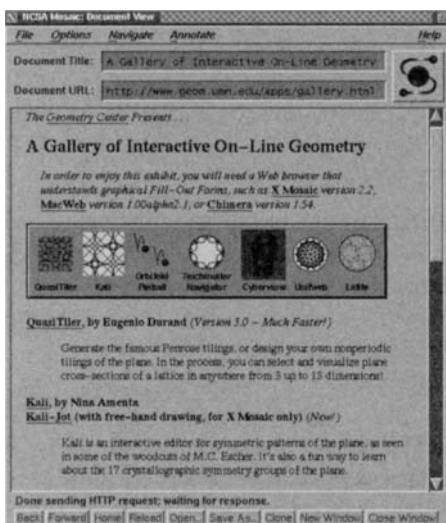 NCSA Mosaic: Document View
File Options Navigate Annotate Help
Document Title: A Gallery of Interactive On-Line Geometry
Document URL: http://www.geom.umn.edu/apps/gallery.html
The Geometry Center Presents . . .
A Gallery of Interactive On-Line Geometry
In order to enjoy this exhibit, you will need a Web browser that
understands graphical Fill-Out Forms, such as X Mosaic version 2.2,
MacWeb version 1.00alpha2.1, or Chimera version 1.54.
QuasiTiler Kali Orbifold Pinball Teichmuller Navigator Cyberview Unifweb Lafite
QuasiTiler, by Eugenio Durand (Version 3.0 - Much Faster!)
Generate the famous Penrose tilings, or design your own nonperiodic
tilings of the plane. In the process, you can select and visualize plane
cross-sections of a lattice in anywhere from 3 up to 13 dimensions!
Kali, by Nina Amenta
Kali-Jot (with free-hand drawing, for X Mosaic only) (New!)
Kali is an interactive editor for symmetric patterns of the plane, as seen
in some of the woodcuts of M.C. Escher. It's also a fun way to learn
about the 17 crystallographic symmetry groups of the plane.
Done sending HTTP request; waiting for response.
Back Forward Home Reload Open... Save As... Clone New Window Close Window